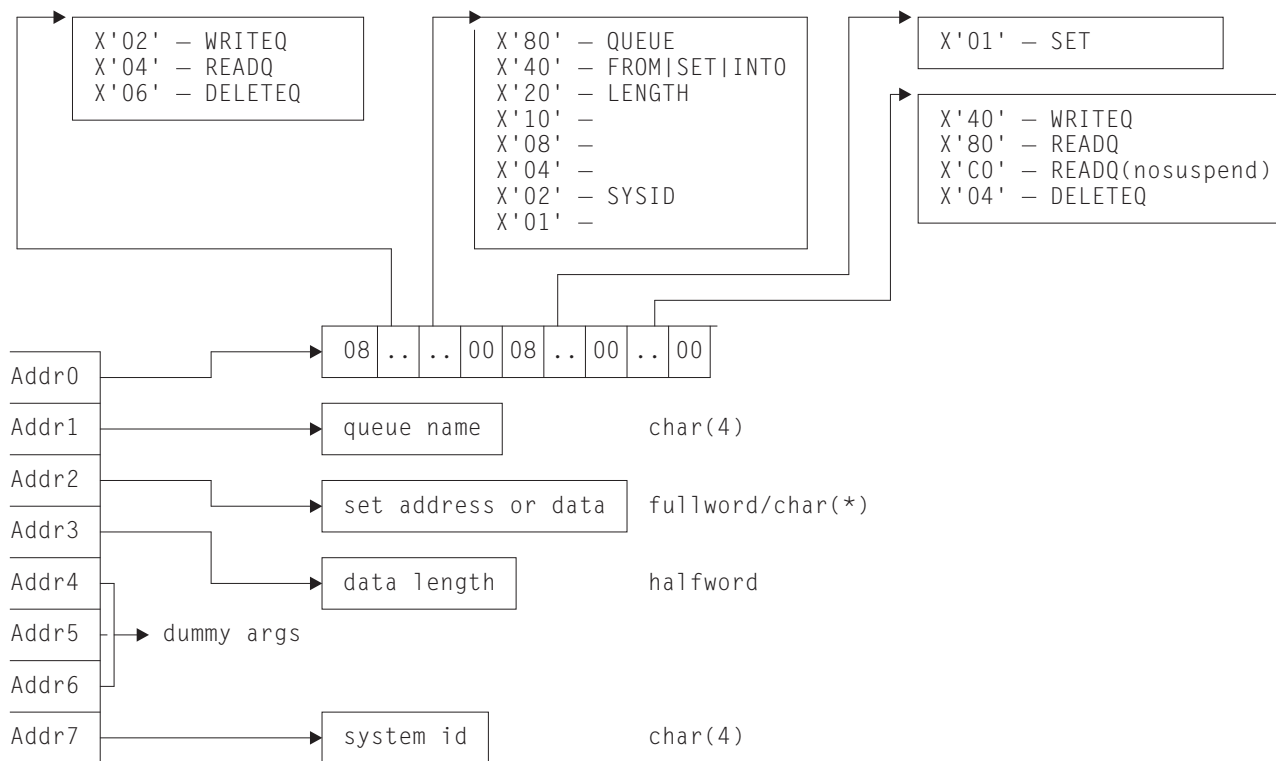 X'02' — WRITEQ
X'04' — READQ
X'06' — DELETEQ
X'80' — QUEUE
X'40' — FROM|SET|INTO
X'20' — LENGTH
X'10' —
X'08' —
X'04' —
X'02' — SYSID
X'01' —
X'01' — SET
X'40' — WRITEQ
X'80' — READQ
X'C0' — READQ(nosuspend)
X'04' — DELETEQ
08 .. .. 00 08 .. 00 .. 00
Addr0
Addr1 queue name char(4)
Addr2 set address or data fullword/char(*)
Addr3 data length halfword
Addr4
Addr5 dummy args
Addr6
Addr7 system id char(4)